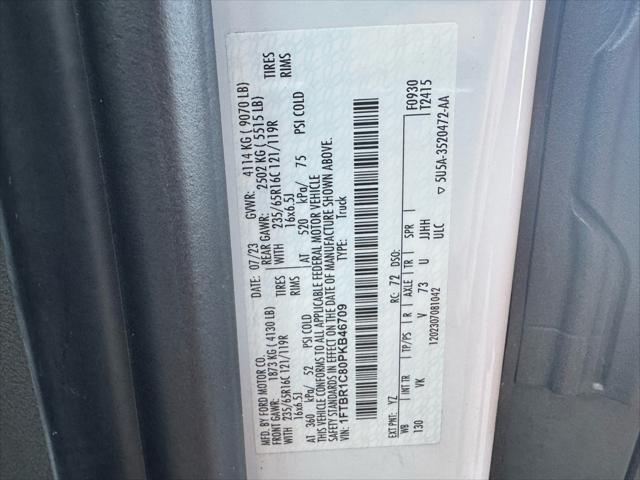 MFD. BY FORD MOTOR CO.
DATE: 07/23 GVWR: 4114 KG ( 9070 LB)
FRONT GAWR: 1873 KG ( 4130 LB) REAR GAWR: 2502 KG ( 5515 LB)
WITH 235/65R16C 121/119R TIRES WITH 235/65R16C 121/119R TIRES
16x6.5J RIMS 16x6.5J RIMS
AT 360 kPa/ 52 PSI COLD AT 520 kPa/ 75 PSI COLD
THIS VEHICLE CONFORMS TO ALL APPLICABLE FEDERAL MOTOR VEHICLE
SAFETY STANDARDS IN EFFECT ON THE DATE OF MANUFACTURE SHOWN ABOVE.
VIN: 1FTBR1C80PKB46709 TYPE: Truck
EXT PNT: YZ RC: 72 DSO: F0930
WB INT TR TP/PS R AXLE TR SPR T2415
130 VK V 73 U JJHH
ULC
1202307081042 ▽ 5U5A-3520472-AA